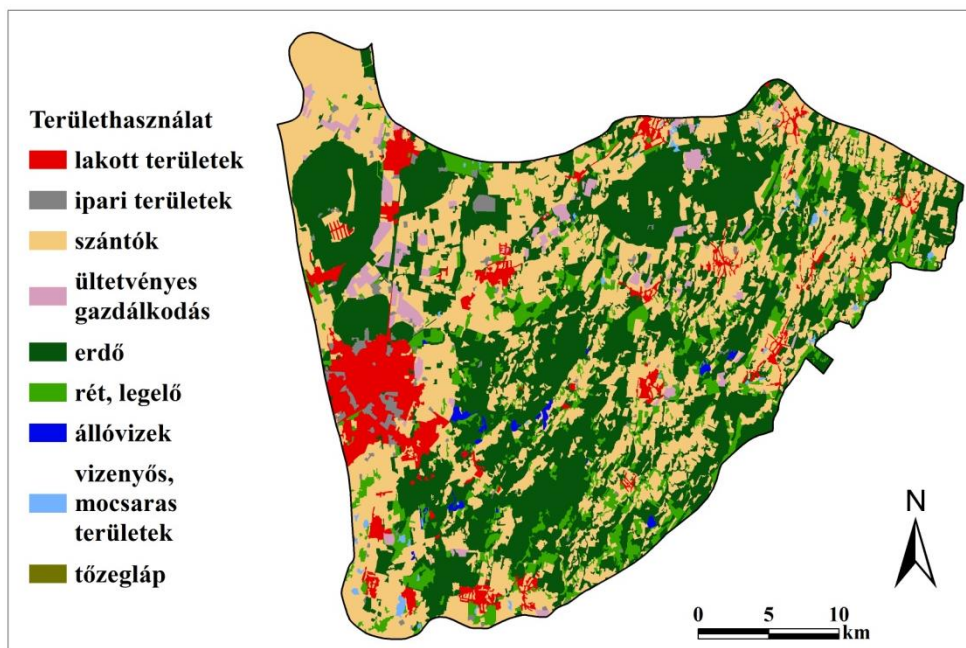 Területhasználat
lakott területek
ipari területek
szántók
ültetvényes
gazdálkodás
erdő
rét, legelő
állóvizek
vizenyős,
mocsaras
területek
tőzegláp
N
0 5 10
km